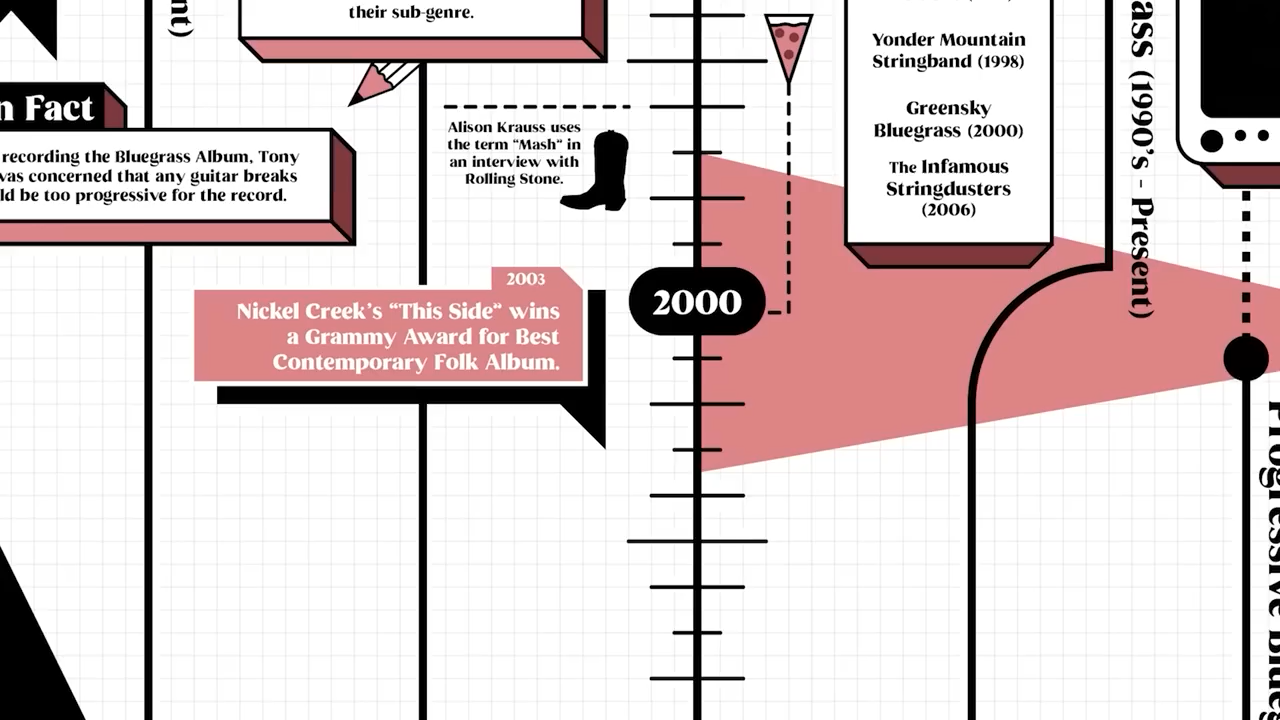 their sub-genre.
Fact
recording the Bluegrass Album, Tony
was concerned that any guitar breaks
be too progressive for the record.
Alison Krauss uses
the term “Mash” in
an interview with
Rolling Stone.
2003
Nickel Creek’s “This Side” wins
a Grammy Award for Best
Contemporary Folk Album.
2000
Yonder Mountain
Stringband (1998)
Greensky
Bluegrass (2000)
The Infamous
Stringdusters
(2006)
(1990’s - Present)
Progressive